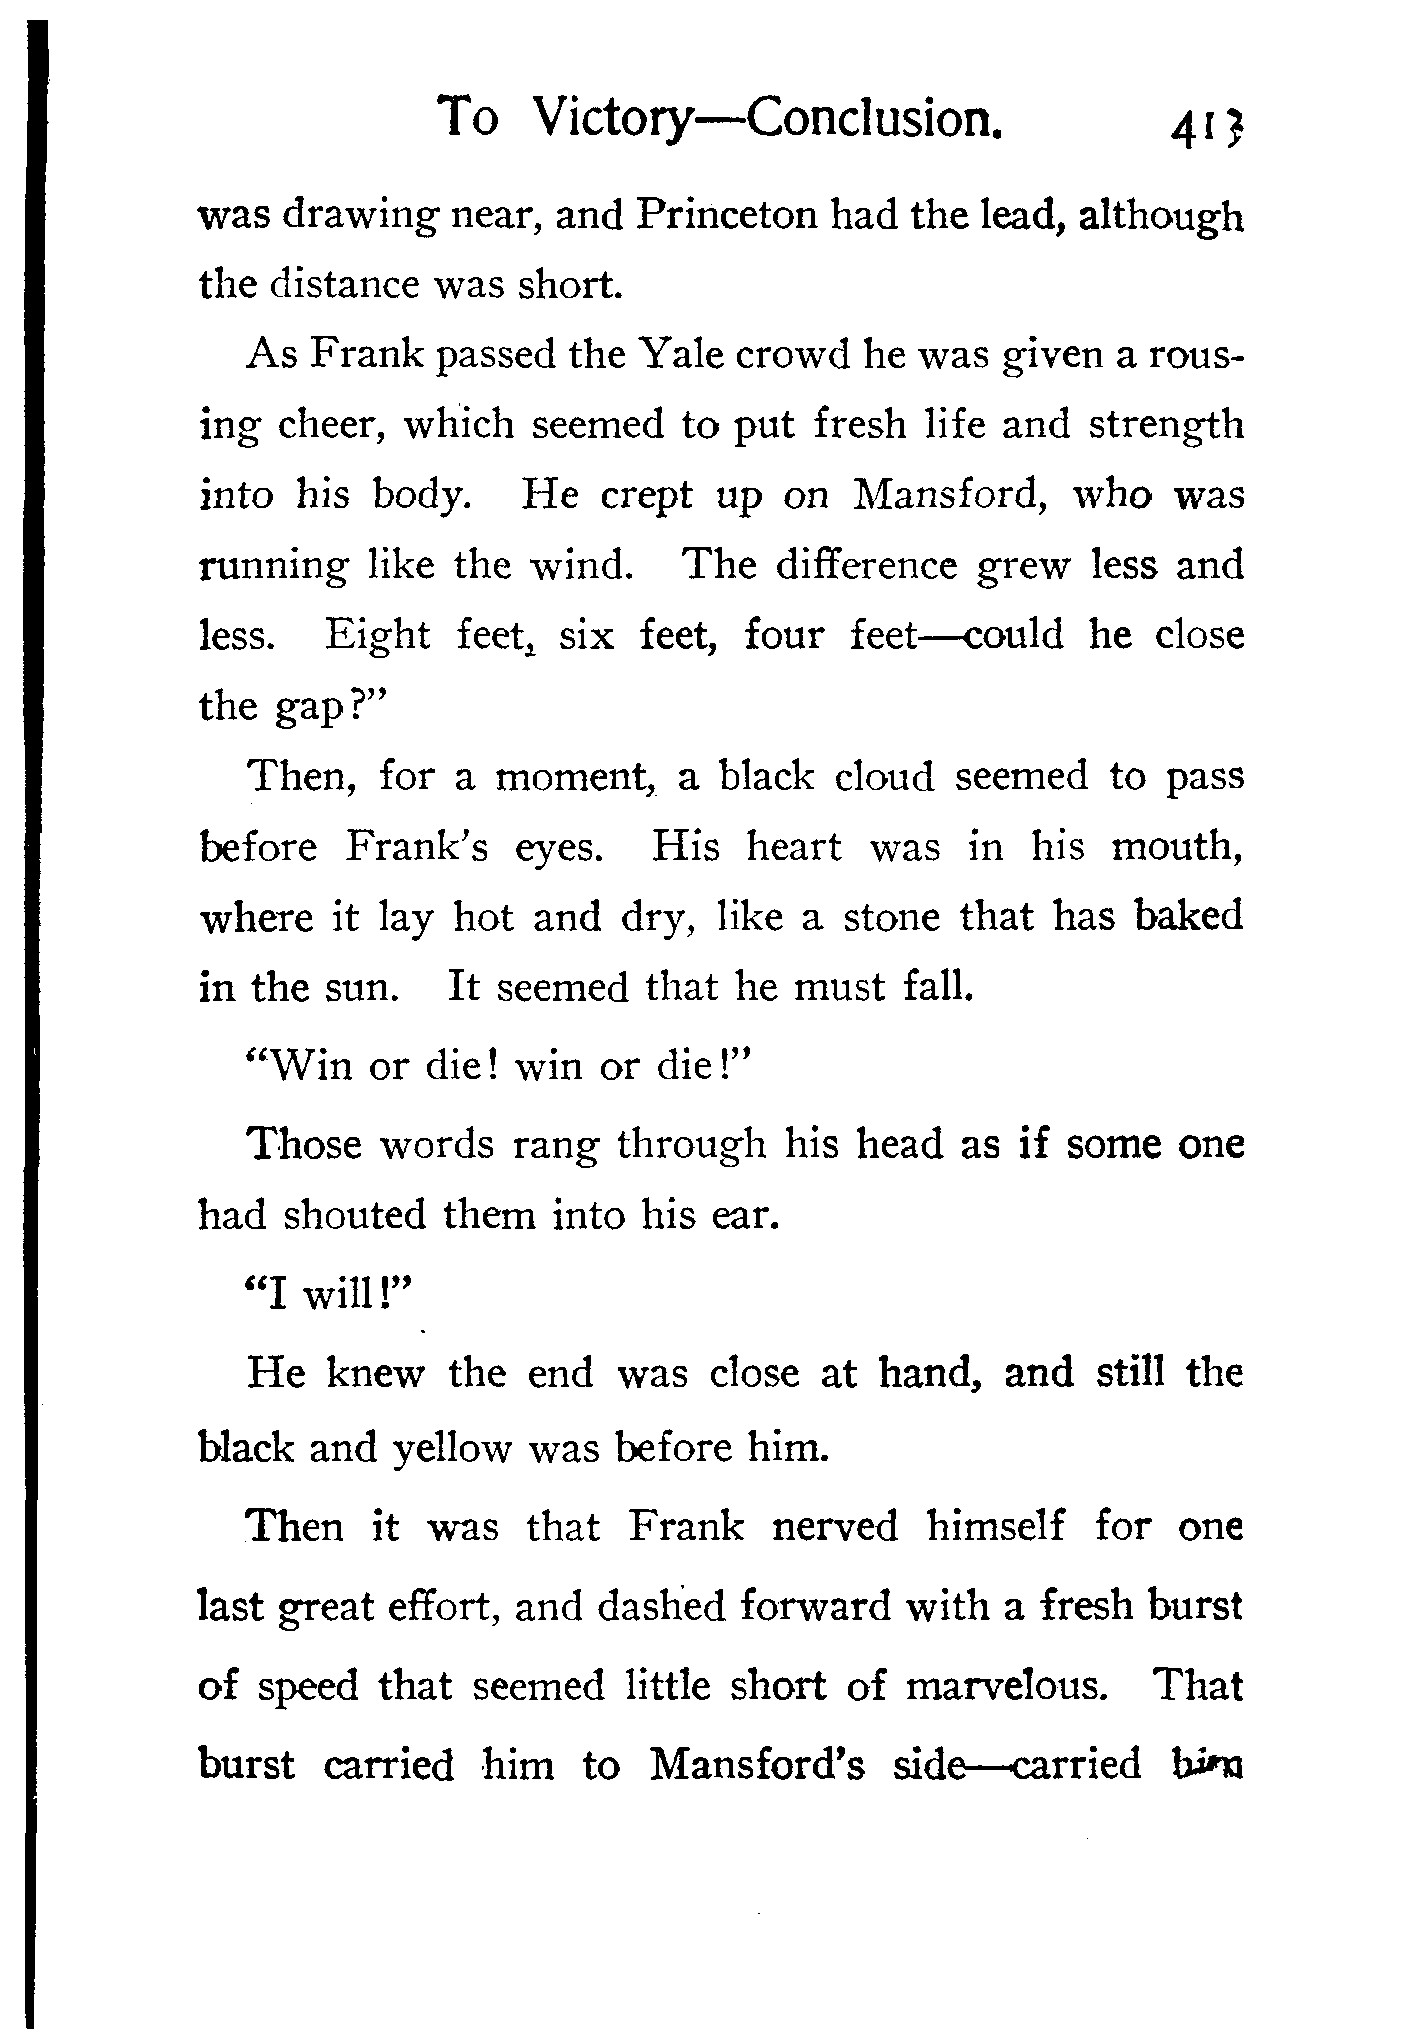 To Victory—Conclusion. 413
was drawing near, and Princeton had the lead, although
the distance was short.
As Frank passed the Yale crowd he was given a rous-
ing cheer, which seemed to put fresh life and strength
into his body. He crept up on Mansford, who was
running like the wind. The difference grew less and
less. Eight feet, six feet, four feet—could he close
the gap?”
Then, for a moment, a black cloud seemed to pass
before Frank’s eyes. His heart was in his mouth,
where it lay hot and dry, like a stone that has baked
in the sun. It seemed that he must fall.
“Win or die! win or die!”
Those words rang through his head as if some one
had shouted them into his ear.
“I will!”
He knew the end was close at hand, and still the
black and yellow was before him.
Then it was that Frank nerved himself for one
last great effort, and dashed forward with a fresh burst
of speed that seemed little short of marvelous. That
burst carried him to Mansford’s side—carried him